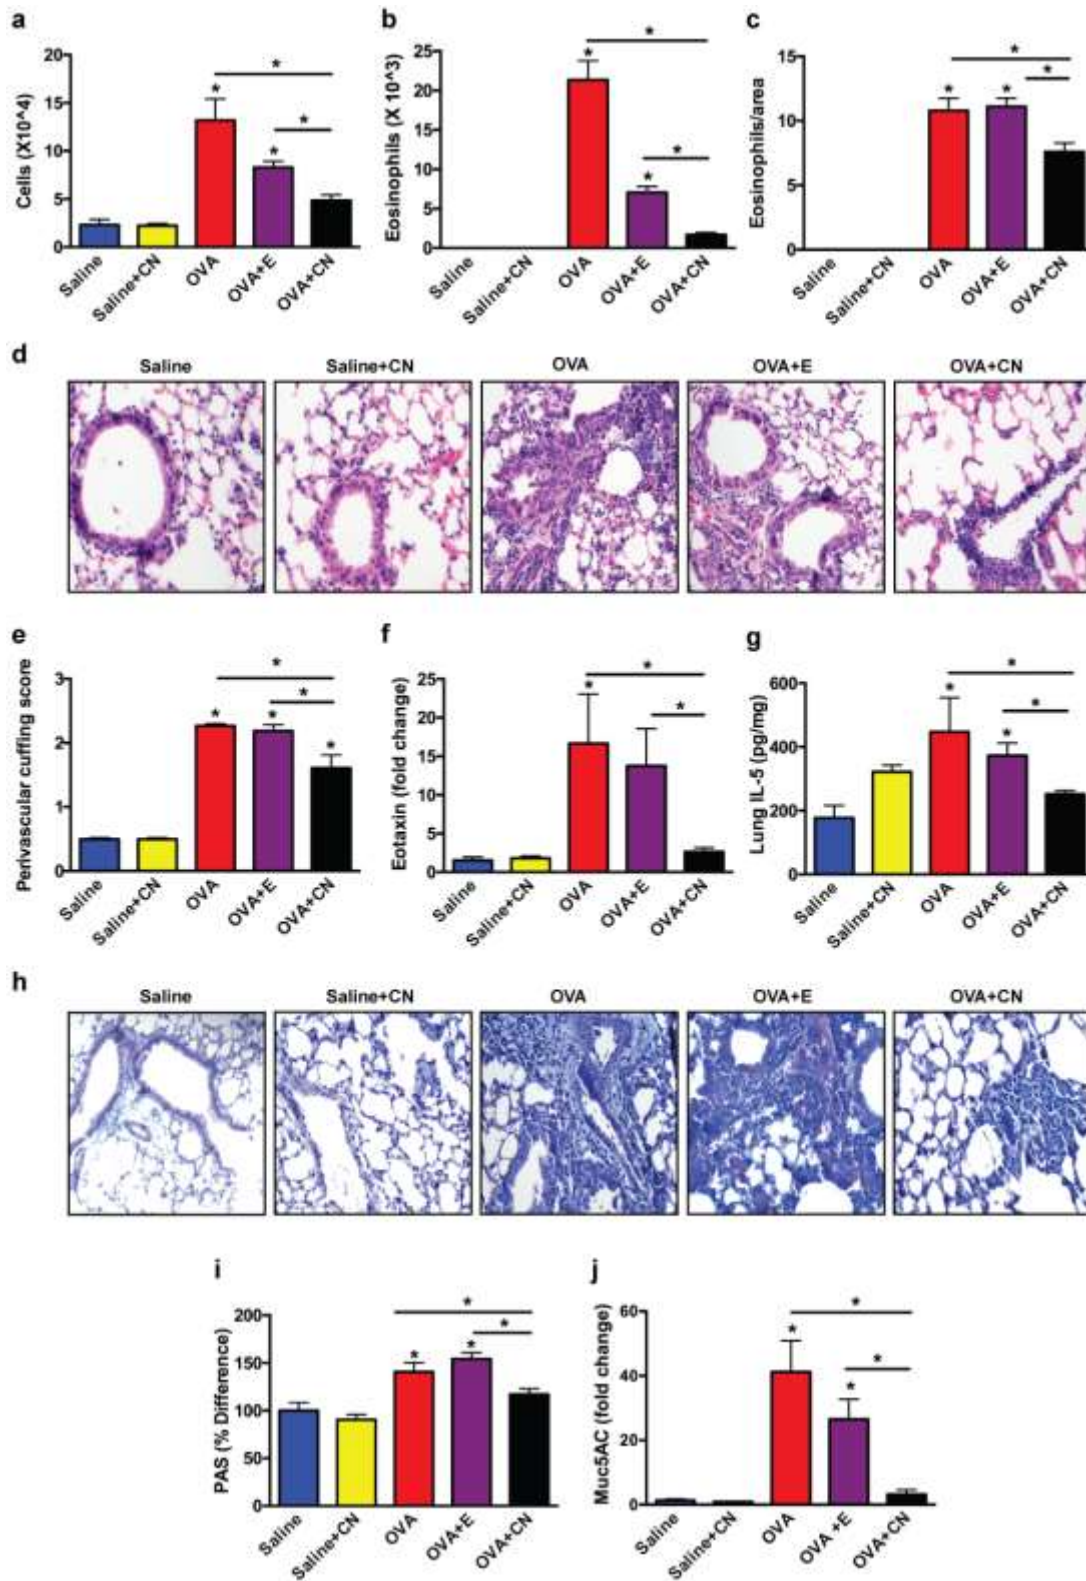 a
Cells (X10^4)
20
15
10
5
0
*
*
*
*
Saline
Saline+CN
OVA
OVA+E
OVA+CN
b
Eosinophils (X 10^3)
25
20
15
10
5
0
*
*
*
*
Saline
Saline+CN
OVA
OVA+E
OVA+CN
c
Eosinophils/area
15
10
5
0
*
*
*
*
Saline
Saline+CN
OVA
OVA+E
OVA+CN
d
Saline
Saline+CN
OVA
OVA+E
OVA+CN
e
Perivascular cuffing score
3
2
1
0
*
*
*
*
*
Saline
Saline+CN
OVA
OVA+E
OVA+CN
f
Eotaxin (fold change)
25
20
15
10
5
0
*
*
*
Saline
Saline+CN
OVA
OVA+E
OVA+CN
g
Lung IL-5 (pg/mg)
600
400
200
0
*
*
*
*
Saline
Saline+CN
OVA
OVA+E
OVA+CN
h
Saline
Saline+CN
OVA
OVA+E
OVA+CN
i
PAS (% Difference)
200
150
100
50
0
*
*
*
*
Saline
Saline+CN
OVA
OVA+E
OVA+CN
j
Muc5AC (fold change)
60
40
20
0
*
*
*
*
Saline
Saline+CN
OVA
OVA +E
OVA+CN